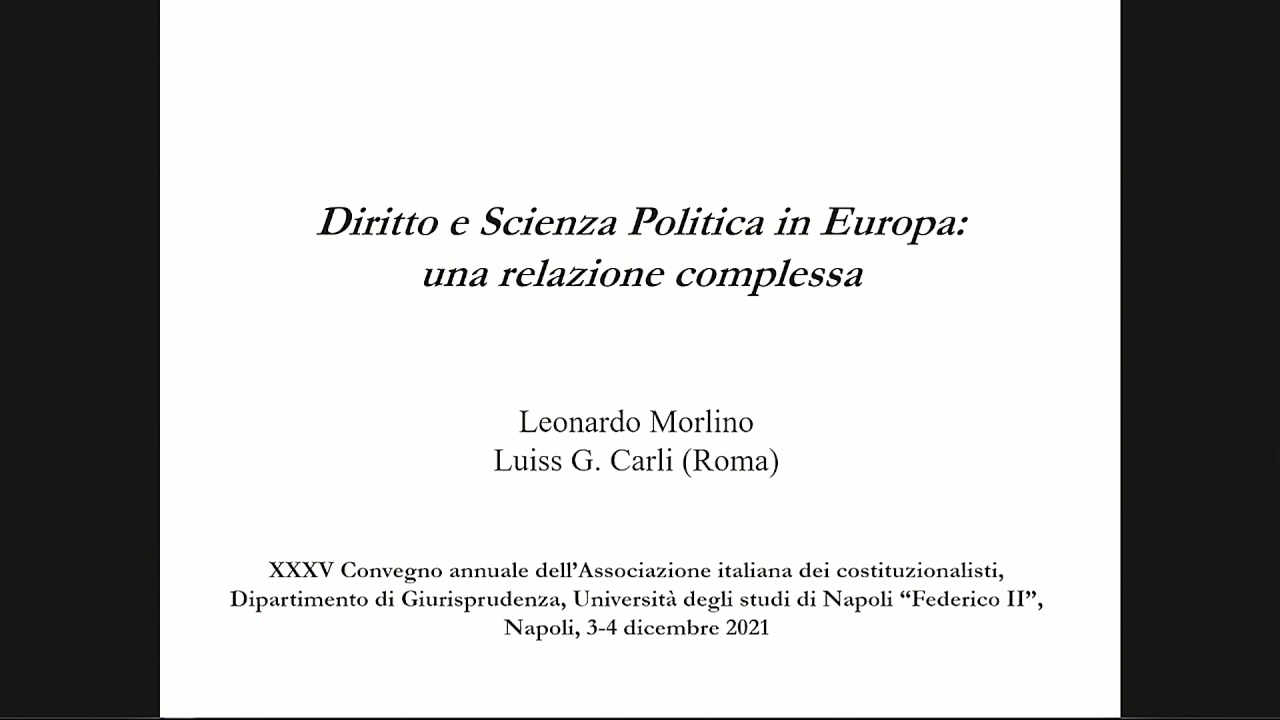 Diritto e Scienza Politica in Europa:
una relazione complessa
Leonardo Morlino
Luiss G. Carli (Roma)
XXXV Convegno annuale dell’Associazione italiana dei costituzionalisti,
Dipartimento di Giurisprudenza, Università degli studi di Napoli “Federico II”,
Napoli, 3-4 dicembre 2021